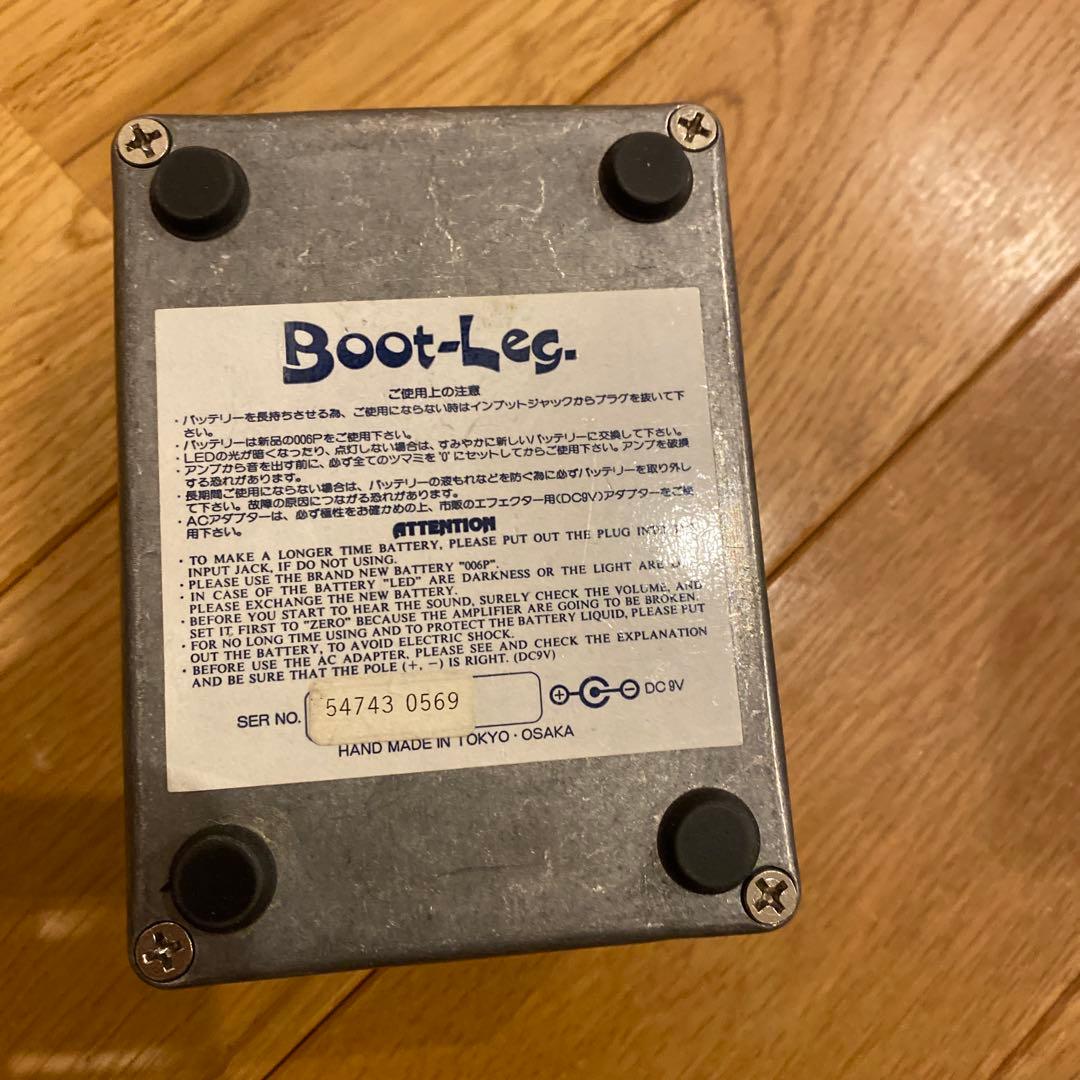 Boot-Leg.
ご使用上の注意
・バッテリーを長持ちさせる為、ご使用にならない時はインプットジャックからプラグを抜いて下
さい。
・バッテリーは新品の006Pをご使用下さい。
・LEDの光が暗くなったり、点灯しない場合は、すみやかに新しいバッテリーに交換して下さい。
・アンプから音を出す前に、必ず全てのツマミを'0'にセットしてからご使用下さい。アンプを破損
する恐れがあります。
・長期間ご使用にならない場合は、バッテリーの液もれなどを防ぐ為に必ずバッテリーを取り外し
て下さい。故障の原因につながる恐れがあります。
・ACアダプターは、必ず極性をお確かめの上、市販のエフェクター用(DC9V)アダプターをご使
用下さい。
ATTENTION
・TO MAKE A LONGER TIME BATTERY, PLEASE PUT OUT THE PLUG INTO
INPUT JACK, IF DO NOT USING.
・PLEASE USE THE BRAND NEW BATTERY "006P".
・IN CASE OF THE BATTERY "LED" ARE DARKNESS OR THE LIGHT ARE
PLEASE EXCHANGE THE NEW BATTERY.
・BEFORE YOU START TO HEAR THE SOUND, SURELY CHECK THE VOLUME, AND
SET IT FIRST TO "ZERO" BECAUSE THE AMPLIFIER ARE GOING TO BE BROKEN.
・FOR NO LONG TIME USING AND TO PROTECT THE BATTERY LIQUID, PLEASE PUT
OUT THE BATTERY, TO AVOID ELECTRIC SHOCK.
・BEFORE USE THE AC ADAPTER, PLEASE SEE AND CHECK THE EXPLANATION
AND BE SURE THAT THE POLE (+, −) IS RIGHT. (DC9V)
SER NO. 54743 0569 DC 9V
HAND MADE IN TOKYO・OSAKA